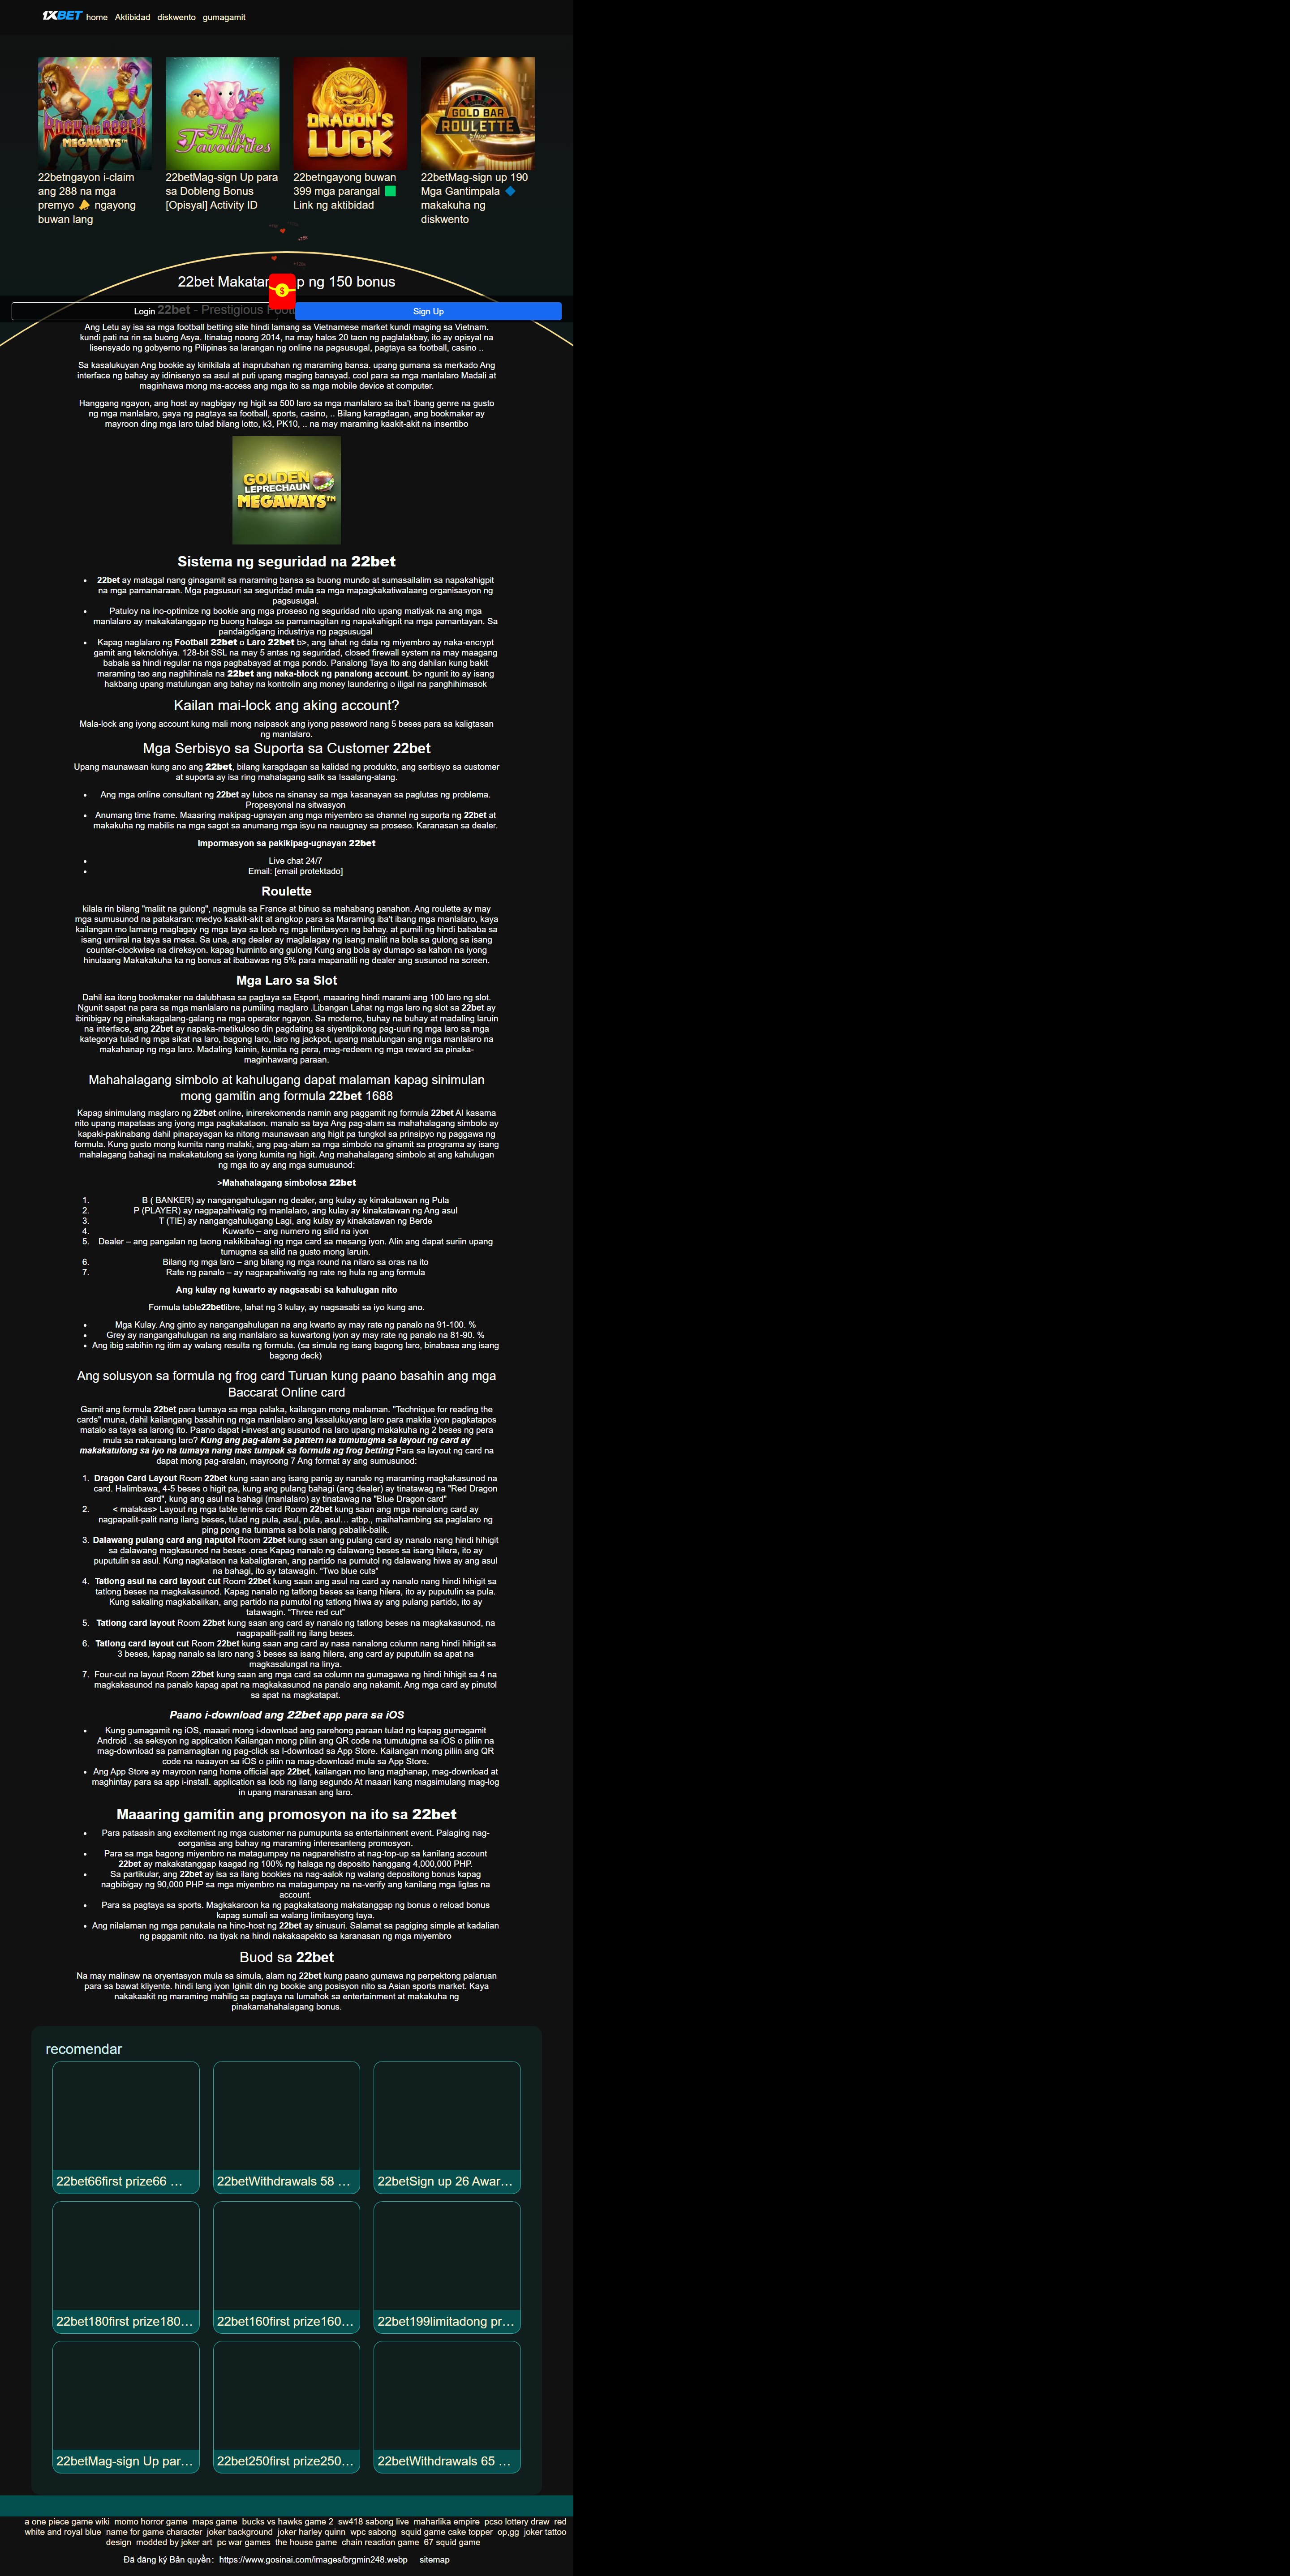 1XBET home Aktibidad diskwento gumagamit
ROCK THE REELS
MEGAWAYS™
Fluffy
Favourites
DRAGON'S
LUCK
GOLD BAR
ROULETTE
22betngayon i-claim
ang 288 na mga
premyo 📣 ngayong
buwan lang
22betMag-sign Up para
sa Dobleng Bonus
[Opisyal] Activity ID
22betngayong buwan
399 mga parangal 🟩
Link ng aktibidad
22betMag-sign up 190
Mga Gantimpala 🔷
makakuha ng
diskwento
22bet Makatan p ng 150 bonus
22bet - Prestigious Footb
Login
Sign Up
Ang Letu ay isa sa mga football betting site hindi lamang sa Vietnamese market kundi maging sa Vietnam.
kundi pati na rin sa buong Asya. Itinatag noong 2014, na may halos 20 taon ng paglalakbay, ito ay opisyal na
lisensyado ng gobyerno ng Pilipinas sa larangan ng online na pagsusugal, pagtaya sa football, casino ..
Sa kasalukuyan Ang bookie ay kinikilala at inaprubahan ng maraming bansa. upang gumana sa merkado Ang
interface ng bahay ay idinisenyo sa asul at puti upang maging banayad. cool para sa mga manlalaro Madali at
maginhawa mong ma-access ang mga ito sa mga mobile device at computer.
Hanggang ngayon, ang host ay nagbigay ng higit sa 500 laro sa mga manlalaro sa iba't ibang genre na gusto
ng mga manlalaro, gaya ng pagtaya sa football, sports, casino, .. Bilang karagdagan, ang bookmaker ay
mayroon ding mga laro tulad bilang lotto, k3, PK10, .. na may maraming kaakit-akit na insentibo
GOLDEN
LEPRECHAUN
MEGAWAYS™
Sistema ng seguridad na 22bet
• 22bet ay matagal nang ginagamit sa maraming bansa sa buong mundo at sumasailalim sa napakahigpit
na mga pamamaraan. Mga pagsusuri sa seguridad mula sa mga mapagkakatiwalaang organisasyon ng
pagsusugal.
• Patuloy na ino-optimize ng bookie ang mga proseso ng seguridad nito upang matiyak na ang mga
manlalaro ay makakatanggap ng buong halaga sa pamamagitan ng napakahigpit na mga pamantayan. Sa
pandaigdigang industriya ng pagsusugal
• Kapag naglalaro ng Football 22bet o Laro 22bet b>, ang lahat ng data ng miyembro ay naka-encrypt
gamit ang teknolohiya. 128-bit SSL na may 5 antas ng seguridad, closed firewall system na may maagang
babala sa hindi regular na mga pagbabayad at mga pondo. Panalong Taya Ito ang dahilan kung bakit
maraming tao ang naghihinala na 22bet ang naka-block ng panalong account. b> ngunit ito ay isang
hakbang upang matulungan ang bahay na kontrolin ang money laundering o iligal na panghihimasok
Kailan mai-lock ang aking account?
Mala-lock ang iyong account kung mali mong naipasok ang iyong password nang 5 beses para sa kaligtasan
ng manlalaro.
Mga Serbisyo sa Suporta sa Customer 22bet
Upang maunawaan kung ano ang 22bet, bilang karagdagan sa kalidad ng produkto, ang serbisyo sa customer
at suporta ay isa ring mahalagang salik sa Isaalang-alang.
• Ang mga online consultant ng 22bet ay lubos na sinanay sa mga kasanayan sa paglutas ng problema.
Propesyonal na sitwasyon
• Anumang time frame. Maaaring makipag-ugnayan ang mga miyembro sa channel ng suporta ng 22bet at
makakuha ng mabilis na mga sagot sa anumang mga isyu na nauugnay sa proseso. Karanasan sa dealer.
Impormasyon sa pakikipag-ugnayan 22bet
• Live chat 24/7
• Email: [email protektado]
Roulette
kilala rin bilang "maliit na gulong", nagmula sa France at binuo sa mahabang panahon. Ang roulette ay may
mga sumusunod na patakaran: medyo kaakit-akit at angkop para sa Maraming iba't ibang mga manlalaro, kaya
kailangan mo lamang maglagay ng mga taya sa loob ng mga limitasyon ng bahay. at pumili ng hindi bababa sa
isang umiiral na taya sa mesa. Sa una, ang dealer ay maglalagay ng isang maliit na bola sa gulong sa isang
counter-clockwise na direksyon. kapag huminto ang gulong Kung ang bola ay dumapo sa kahon na iyong
hinulaang Makakakuha ka ng bonus at ibabawas ng 5% para mapanatili ng dealer ang susunod na screen.
Mga Laro sa Slot
Dahil isa itong bookmaker na dalubhasa sa pagtaya sa Esport, maaaring hindi marami ang 100 laro ng slot.
Ngunit sapat na para sa mga manlalaro na pumiling maglaro .Libangan Lahat ng mga laro ng slot sa 22bet ay
ibinibigay ng pinakakagalang-galang na mga operator ngayon. Sa moderno, buhay na buhay at madaling laruin
na interface, ang 22bet ay napaka-metikuloso din pagdating sa siyentipikong pag-uuri ng mga laro sa mga
kategorya tulad ng mga sikat na laro, bagong laro, laro ng jackpot, upang matulungan ang mga manlalaro na
makahanap ng mga laro. Madaling kainin, kumita ng pera, mag-redeem ng mga reward sa pinaka-
maginhawang paraan.
Mahahalagang simbolo at kahulugang dapat malaman kapag sinimulan
mong gamitin ang formula 22bet 1688
Kapag sinimulang maglaro ng 22bet online, inirerekomenda namin ang paggamit ng formula 22bet AI kasama
nito upang mapataas ang iyong mga pagkakataon. manalo sa taya Ang pag-alam sa mahahalagang simbolo ay
kapaki-pakinabang dahil pinapayagan ka nitong maunawaan ang higit pa tungkol sa prinsipyo ng paggawa ng
formula. Kung gusto mong kumita nang malaki, ang pag-alam sa mga simbolo na ginamit sa programa ay isang
mahalagang bahagi na makakatulong sa iyong kumita ng higit. Ang mahahalagang simbolo at ang kahulugan
ng mga ito ay ang mga sumusunod:
>Mahahalagang simbolosa 22bet
1. B ( BANKER) ay nangangahulugan ng dealer, ang kulay ay kinakatawan ng Pula
2. P (PLAYER) ay nagpapahiwatig ng manlalaro, ang kulay ay kinakatawan ng Ang asul
3. T (TIE) ay nangangahulugang Lagi, ang kulay ay kinakatawan ng Berde
4. Kuwarto – ang numero ng silid na iyon
5. Dealer – ang pangalan ng taong nakikibahagi ng mga card sa mesang iyon. Alin ang dapat suriin upang
tumugma sa silid na gusto mong laruin.
6. Bilang ng mga laro – ang bilang ng mga round na nilaro sa oras na ito
7. Rate ng panalo – ay nagpapahiwatig ng rate ng hula ng ang formula
Ang kulay ng kuwarto ay nagsasabi sa kahulugan nito
Formula table22betlibre, lahat ng 3 kulay, ay nagsasabi sa iyo kung ano.
• Mga Kulay. Ang ginto ay nangangahulugan na ang kwarto ay may rate ng panalo na 91-100. %
• Grey ay nangangahulugan na ang manlalaro sa kuwartong iyon ay may rate ng panalo na 81-90. %
• Ang ibig sabihin ng itim ay walang resulta ng formula. (sa simula ng isang bagong laro, binabasa ang isang
bagong deck)
Ang solusyon sa formula ng frog card Turuan kung paano basahin ang mga
Baccarat Online card
Gamit ang formula 22bet para tumaya sa mga palaka, kailangan mong malaman. "Technique for reading the
cards" muna, dahil kailangang basahin ng mga manlalaro ang kasalukuyang laro para makita iyon pagkatapos
matalo sa taya sa larong ito. Paano dapat i-invest ang susunod na laro upang makakuha ng 2 beses ng pera
mula sa nakaraang laro? Kung ang pag-alam sa pattern na tumutugma sa layout ng card ay
makakatulong sa iyo na tumaya nang mas tumpak sa formula ng frog betting Para sa layout ng card na
dapat mong pag-aralan, mayroong 7 Ang format ay ang sumusunod:
1. Dragon Card Layout Room 22bet kung saan ang isang panig ay nanalo ng maraming magkakasunod na
card. Halimbawa, 4-5 beses o higit pa, kung ang pulang bahagi (ang dealer) ay tinatawag na "Red Dragon
card", kung ang asul na bahagi (manlalaro) ay tinatawag na "Blue Dragon card"
2. < malakas> Layout ng mga table tennis card Room 22bet kung saan ang mga nanalong card ay
nagpapalit-palit nang ilang beses, tulad ng pula, asul, pula, asul… atbp., maihahambing sa paglalaro ng
ping pong na tumama sa bola nang pabalik-balik.
3. Dalawang pulang card ang naputol Room 22bet kung saan ang pulang card ay nanalo nang hindi hihigit
sa dalawang magkasunod na beses .oras Kapag nanalo ng dalawang beses sa isang hilera, ito ay
puputulin sa asul. Kung nagkataon na kabaligtaran, ang partido na pumutol ng dalawang hiwa ay ang asul
na bahagi, ito ay tatawagin. “Two blue cuts”
4. Tatlong asul na card layout cut Room 22bet kung saan ang asul na card ay nanalo nang hindi hihigit sa
tatlong beses na magkakasunod. Kapag nanalo ng tatlong beses sa isang hilera, ito ay puputulin sa pula.
Kung sakaling magkabalikan, ang partido na pumutol ng tatlong hiwa ay ang pulang partido, ito ay
tatawagin. “Three red cut”
5. Tatlong card layout Room 22bet kung saan ang card ay nanalo ng tatlong beses na magkakasunod, na
nagpapalit-palit ng ilang beses.
6. Tatlong card layout cut Room 22bet kung saan ang card ay nasa nanalong column nang hindi hihigit sa
3 beses, kapag nanalo sa laro nang 3 beses sa isang hilera, ang card ay puputulin sa apat na
magkasalungat na linya.
7. Four-cut na layout Room 22bet kung saan ang mga card sa column na gumagawa ng hindi hihigit sa 4 na
magkakasunod na panalo kapag apat na magkakasunod na panalo ang nakamit. Ang mga card ay pinutol
sa apat na magkatapat.
Paano i-download ang 22bet app para sa iOS
• Kung gumagamit ng iOS, maaari mong i-download ang parehong paraan tulad ng kapag gumagamit
Android . sa seksyon ng application Kailangan mong piliin ang QR code na tumutugma sa iOS o piliin na
mag-download sa pamamagitan ng pag-click sa I-download sa App Store. Kailangan mong piliin ang QR
code na naaayon sa iOS o piliin na mag-download mula sa App Store.
• Ang App Store ay mayroon nang home official app 22bet, kailangan mo lang maghanap, mag-download at
maghintay para sa app i-install. application sa loob ng ilang segundo At maaari kang magsimulang mag-log
in upang maranasan ang laro.
Maaaring gamitin ang promosyon na ito sa 22bet
• Para pataasin ang excitement ng mga customer na pumupunta sa entertainment event. Palaging nag-
oorganisa ang bahay ng maraming interesanteng promosyon.
• Para sa mga bagong miyembro na matagumpay na nagparehistro at nag-top-up sa kanilang account
22bet ay makakatanggap kaagad ng 100% ng halaga ng deposito hanggang 4,000,000 PHP.
• Sa partikular, ang 22bet ay isa sa ilang bookies na nag-aalok ng walang depositong bonus kapag
nagbibigay ng 90,000 PHP sa mga miyembro na matagumpay na na-verify ang kanilang mga ligtas na
account.
• Para sa pagtaya sa sports. Magkakaroon ka ng pagkakataong makatanggap ng bonus o reload bonus
kapag sumali sa walang limitasyong taya.
• Ang nilalaman ng mga panukala na hino-host ng 22bet ay sinusuri. Salamat sa pagiging simple at kadalian
ng paggamit nito. na tiyak na hindi nakakaapekto sa karanasan ng mga miyembro
Buod sa 22bet
Na may malinaw na oryentasyon mula sa simula, alam ng 22bet kung paano gumawa ng perpektong palaruan
para sa bawat kliyente. hindi lang iyon Iginiit din ng bookie ang posisyon nito sa Asian sports market. Kaya
nakakaakit ng maraming mahilig sa pagtaya na lumahok sa entertainment at makakuha ng
pinakamahahalagang bonus.
recomendar
22bet66first prize66 …
22betWithdrawals 58 …
22betSign up 26 Awar…
22bet180first prize180…
22bet160first prize160…
22bet199limitadong pr…
22betMag-sign Up par…
22bet250first prize250…
22betWithdrawals 65 …
a one piece game wiki momo horror game maps game bucks vs hawks game 2 sw418 sabong live maharlika empire pcso lottery draw red
white and royal blue name for game character joker background joker harley quinn wpc sabong squid game cake topper op,gg joker tattoo
design modded by joker art pc war games the house game chain reaction game 67 squid game
Đã đăng ký Bản quyền：https://www.gosinai.com/images/brgmin248.webp sitemap